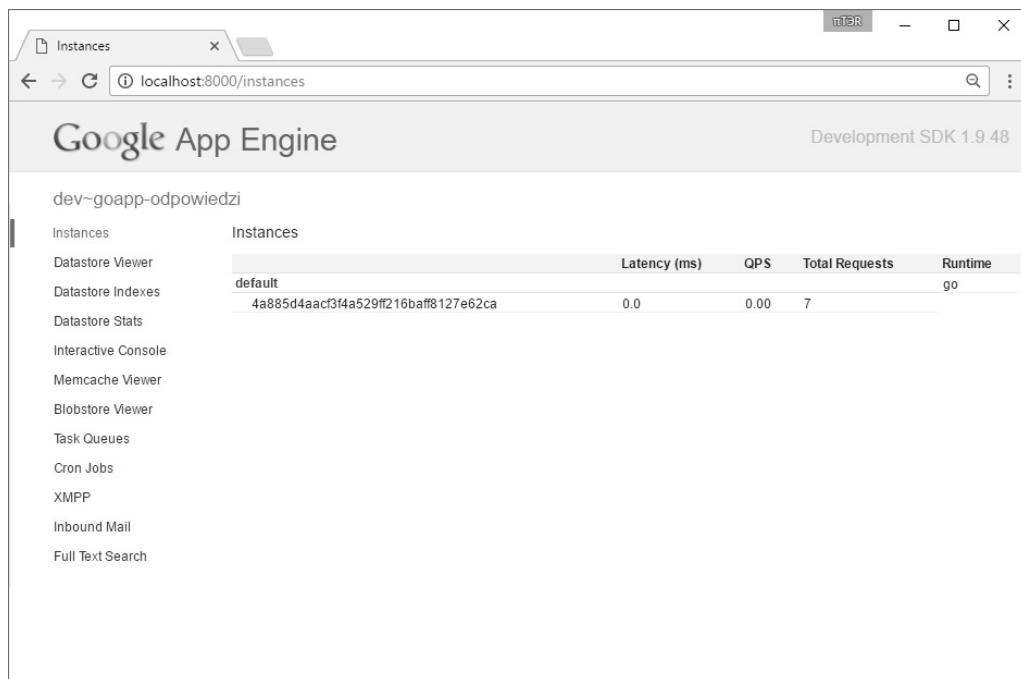 πT3R
Instances
localhost:8000/instances
Google App Engine
Development SDK 1.9.48
dev~goapp-odpowiedzi
Instances
Datastore Viewer
Datastore Indexes
Datastore Stats
Interactive Console
Memcache Viewer
Blobstore Viewer
Task Queues
Cron Jobs
XMPP
Inbound Mail
Full Text Search
Instances
Latency (ms) QPS Total Requests Runtime
default go
4a885d4aacf3f4a529ff216baff8127e62ca 0.0 0.00 7